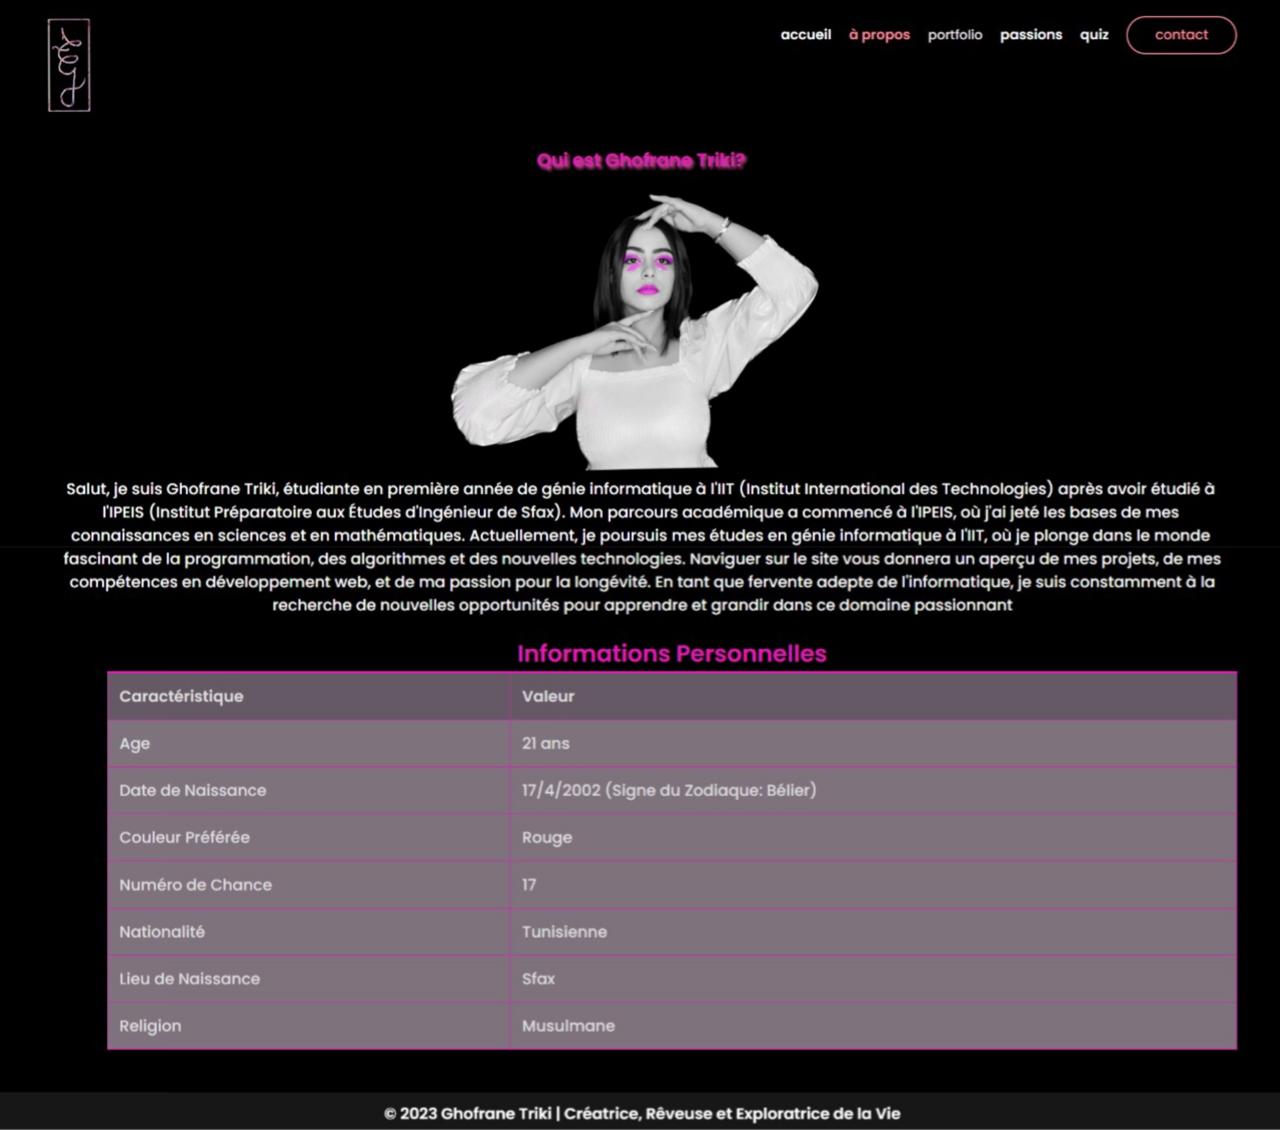 accueil à propos portfolio passions quiz contact
Qui est Ghofrane Triki?
Salut, je suis Ghofrane Triki, étudiante en première année de génie informatique à l'IIT (Institut International des Technologies) après avoir étudié à
l'IPEIS (Institut Préparatoire aux Études d'Ingénieur de Sfax). Mon parcours académique a commencé à l'IPEIS, où j'ai jeté les bases de mes
connaissances en sciences et en mathématiques. Actuellement, je poursuis mes études en génie informatique à l'IIT, où je plonge dans le monde
fascinant de la programmation, des algorithmes et des nouvelles technologies. Naviguer sur le site vous donnera un aperçu de mes projets, de mes
compétences en développement web, et de ma passion pour la longévité. En tant que fervente adepte de l'informatique, je suis constamment à la
recherche de nouvelles opportunités pour apprendre et grandir dans ce domaine passionnant
Informations Personnelles
Caractéristique Valeur
Age 21 ans
Date de Naissance 17/4/2002 (Signe du Zodiaque: Bélier)
Couleur Préférée Rouge
Numéro de Chance 17
Nationalité Tunisienne
Lieu de Naissance Sfax
Religion Musulmane
© 2023 Ghofrane Triki | Créatrice, Rêveuse et Exploratrice de la Vie